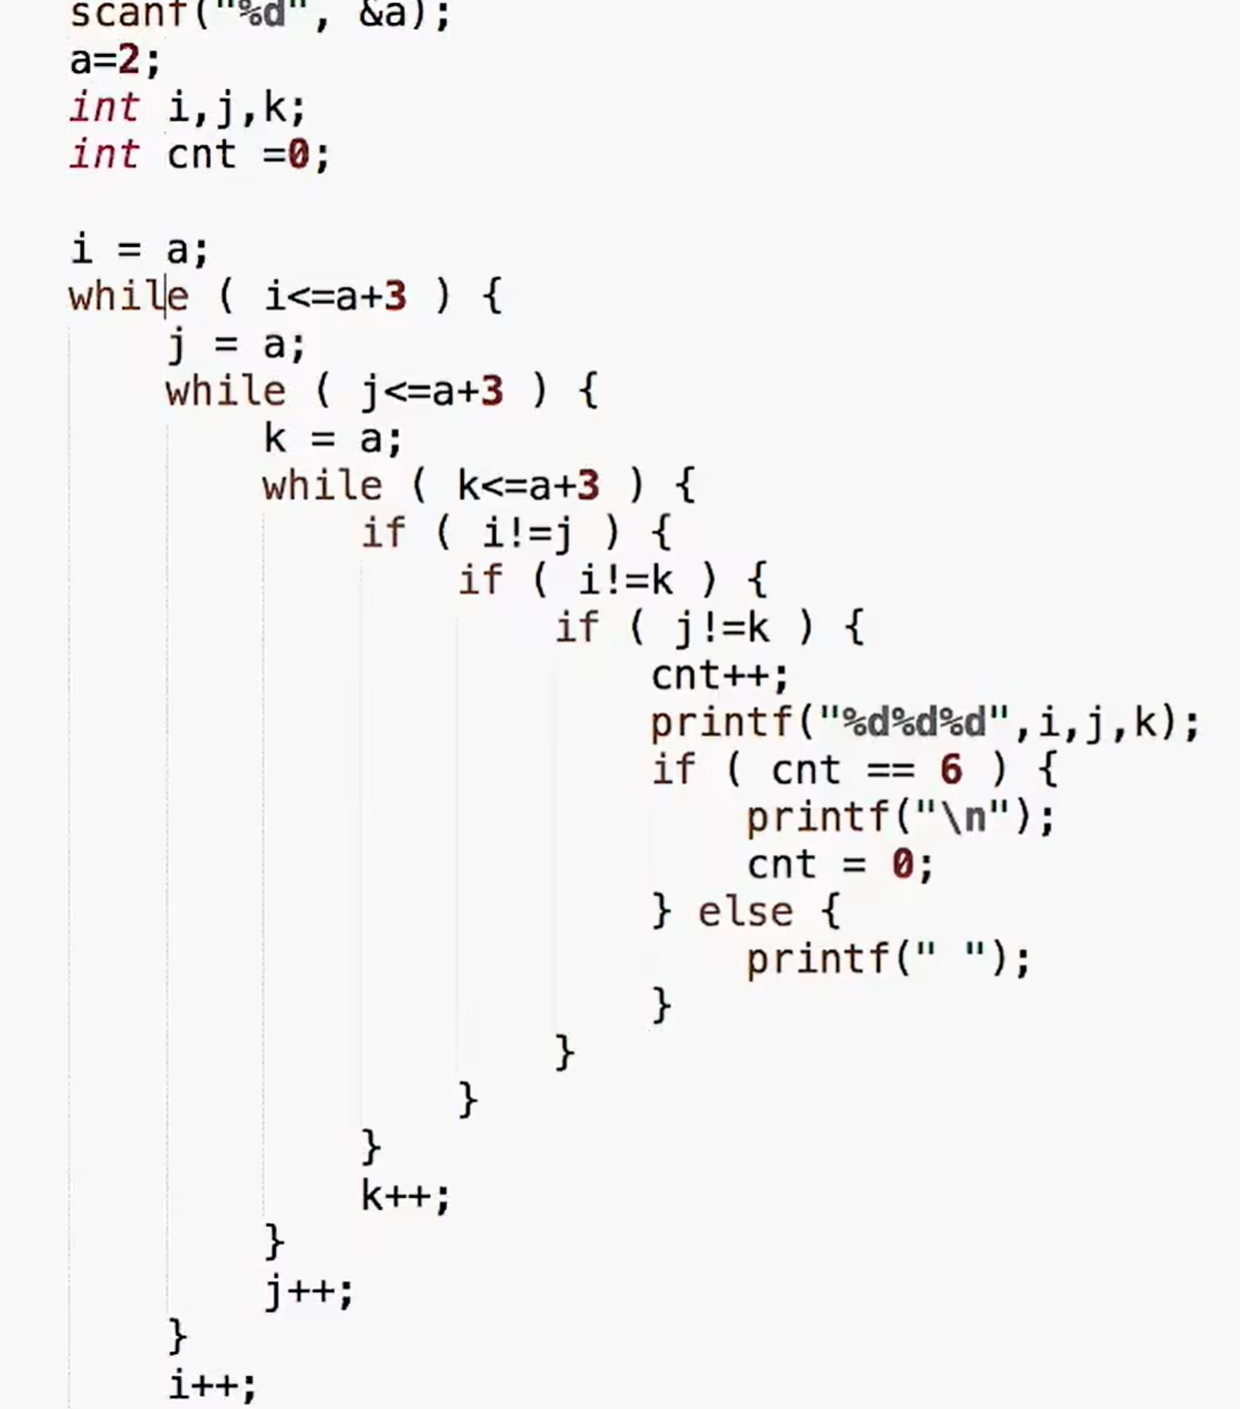 scanf("%d", &a);
a=2;
int i,j,k;
int cnt =0;
i = a;
while ( i<=a+3 ) {
j = a;
while ( j<=a+3 ) {
k = a;
while ( k<=a+3 ) {
if ( i!=j ) {
if ( i!=k ) {
if ( j!=k ) {
cnt++;
printf("%d%d%d",i,j,k);
if ( cnt == 6 ) {
printf("\n");
cnt = 0;
} else {
printf(" ");
}
}
}
}
k++;
}
j++;
}
i++;